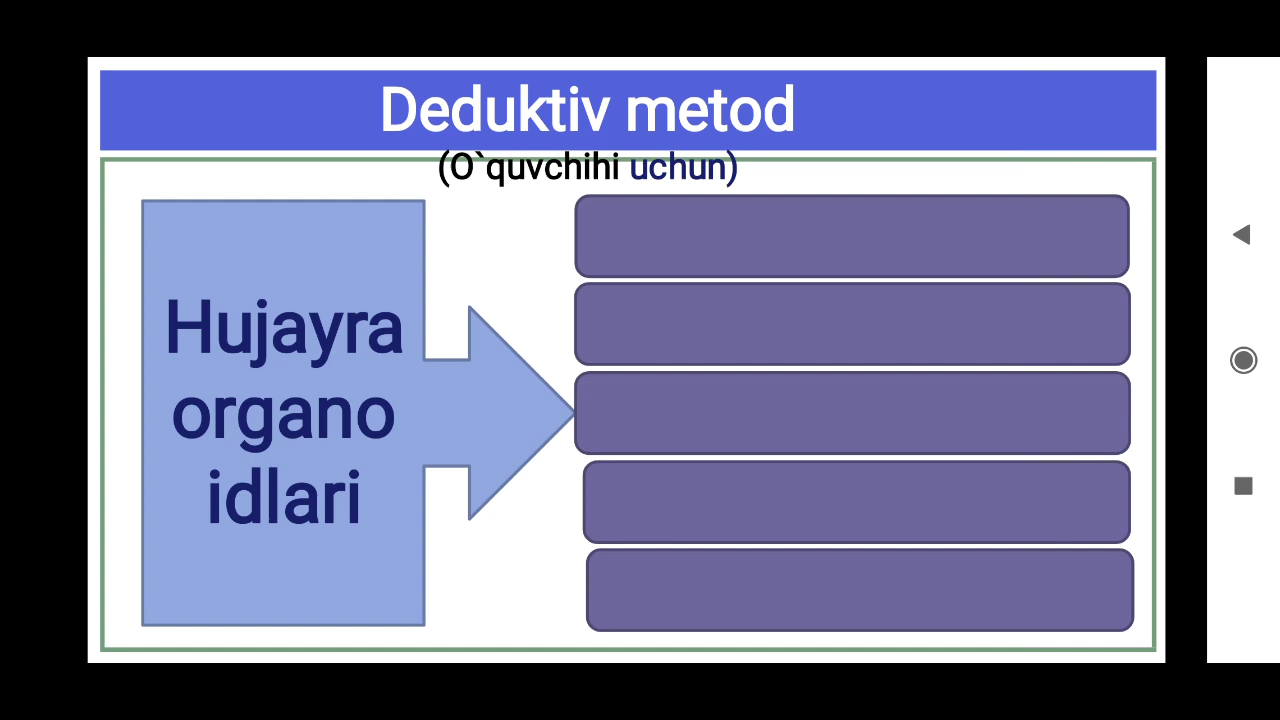 Deduktiv metod
(O`quvchihi uchun)
Hujayra
organo
idlari